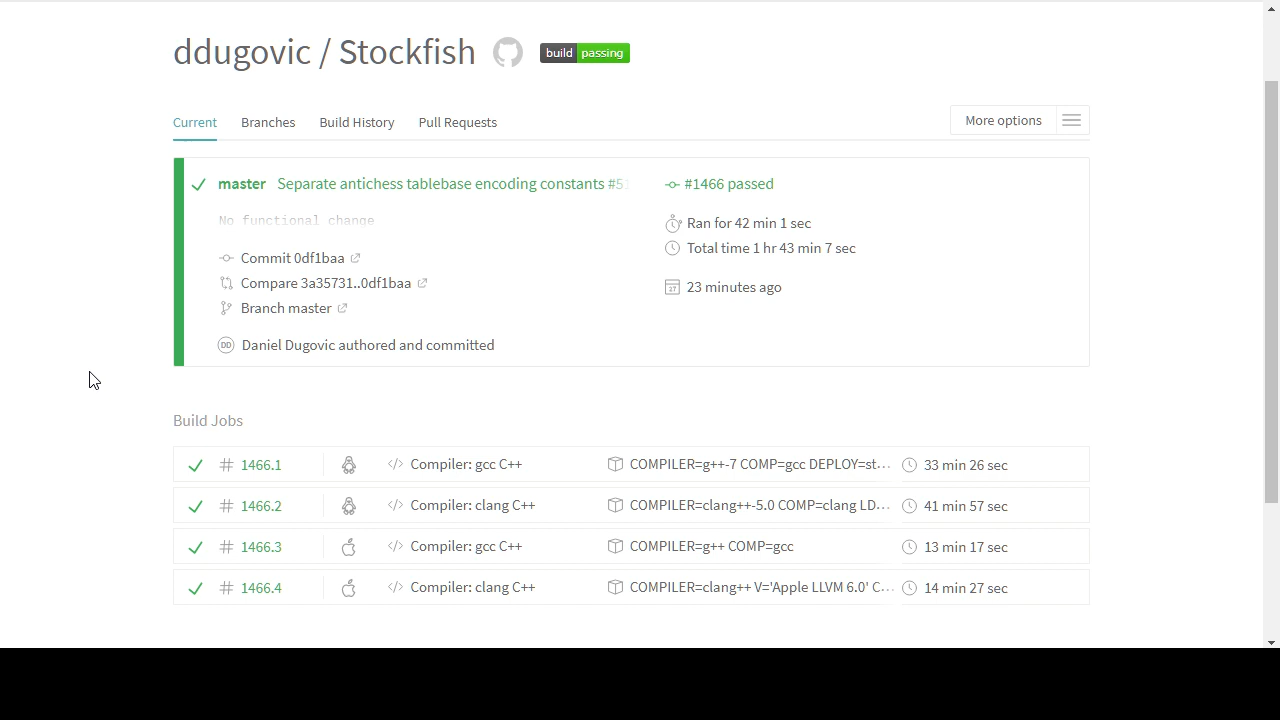 ddugovic / Stockfish build passing
Current Branches Build History Pull Requests More options
master Separate antichess tablebase encoding constants #51
No functional change
Commit 0df1baa
Compare 3a35731..0df1baa
Branch master
DD Daniel Dugovic authored and committed
#1466 passed
Ran for 42 min 1 sec
Total time 1 hr 43 min 7 sec
27 23 minutes ago
Build Jobs
# 1466.1 </> Compiler: gcc C++ COMPILER=g++-7 COMP=gcc DEPLOY=st... 33 min 26 sec
# 1466.2 </> Compiler: clang C++ COMPILER=clang++-5.0 COMP=clang LD... 41 min 57 sec
# 1466.3 </> Compiler: gcc C++ COMPILER=g++ COMP=gcc 13 min 17 sec
# 1466.4 </> Compiler: clang C++ COMPILER=clang++ V='Apple LLVM 6.0' C... 14 min 27 sec